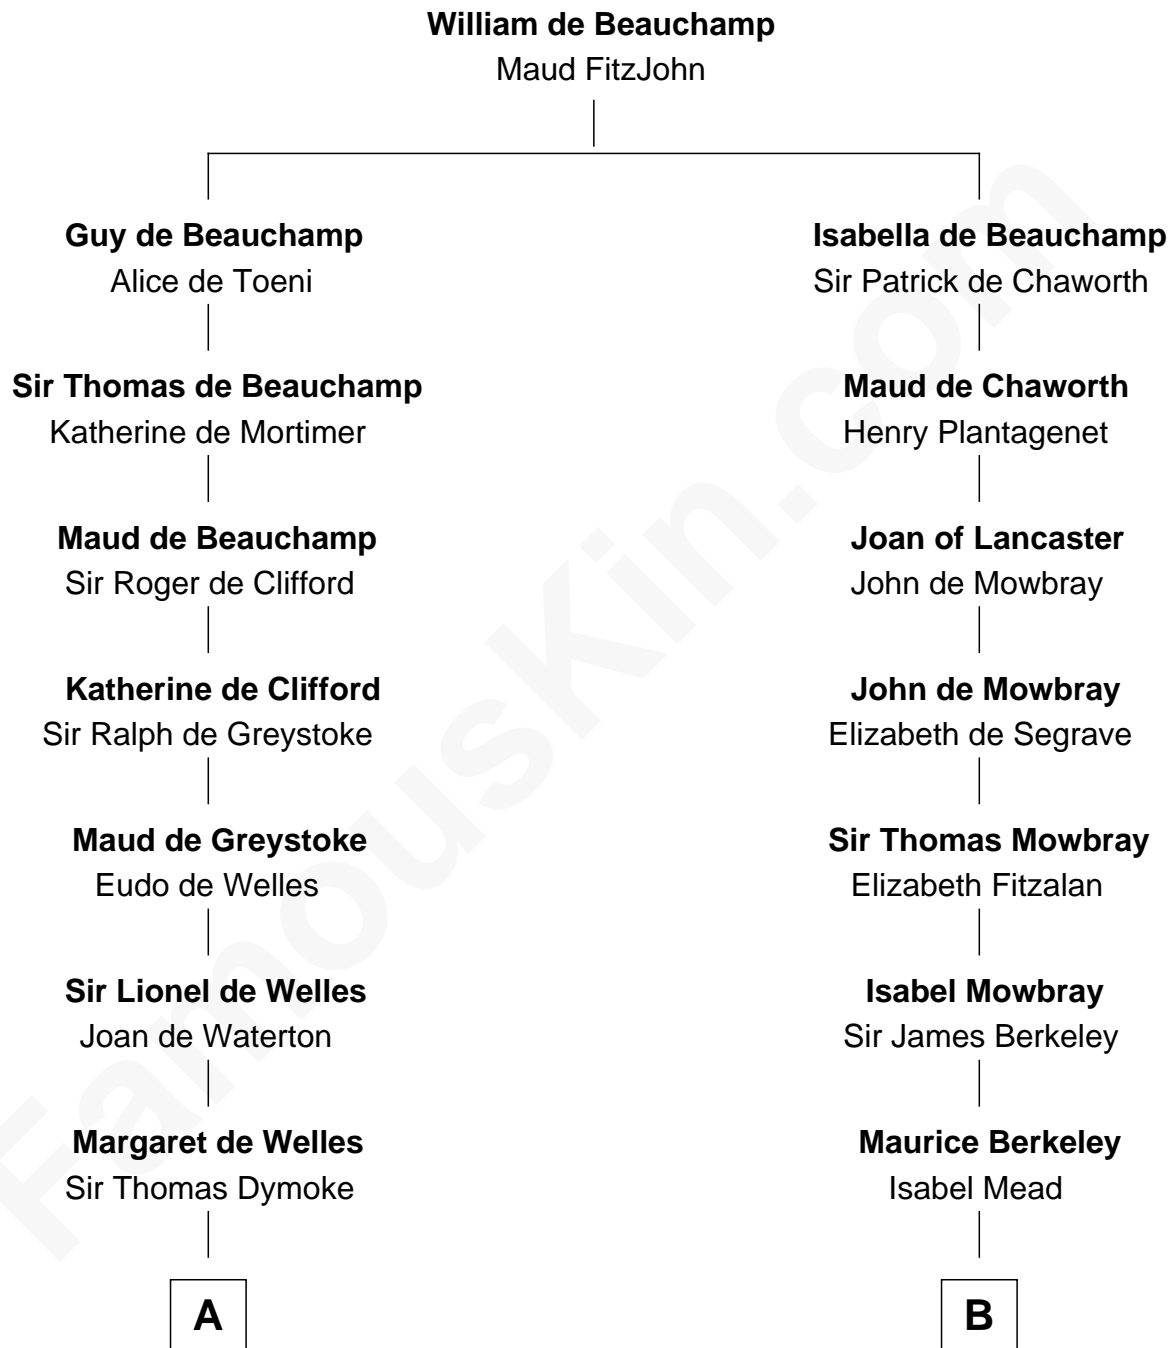 William de Beauchamp
Maud FitzJohn
Guy de Beauchamp
Alice de Toeni
Isabella de Beauchamp
Sir Patrick de Chaworth
Sir Thomas de Beauchamp
Katherine de Mortimer
Maud de Chaworth
Henry Plantagenet
Maud de Beauchamp
Sir Roger de Clifford
Joan of Lancaster
John de Mowbray
Katherine de Clifford
Sir Ralph de Greystoke
John de Mowbray
Elizabeth de Segrave
Maud de Greystoke
Eudo de Welles
Sir Thomas Mowbray
Elizabeth Fitzalan
Sir Lionel de Welles
Joan de Waterton
Isabel Mowbray
Sir James Berkeley
Margaret de Welles
Sir Thomas Dymoke
Maurice Berkeley
Isabel Mead
A
B
FamousKin.com